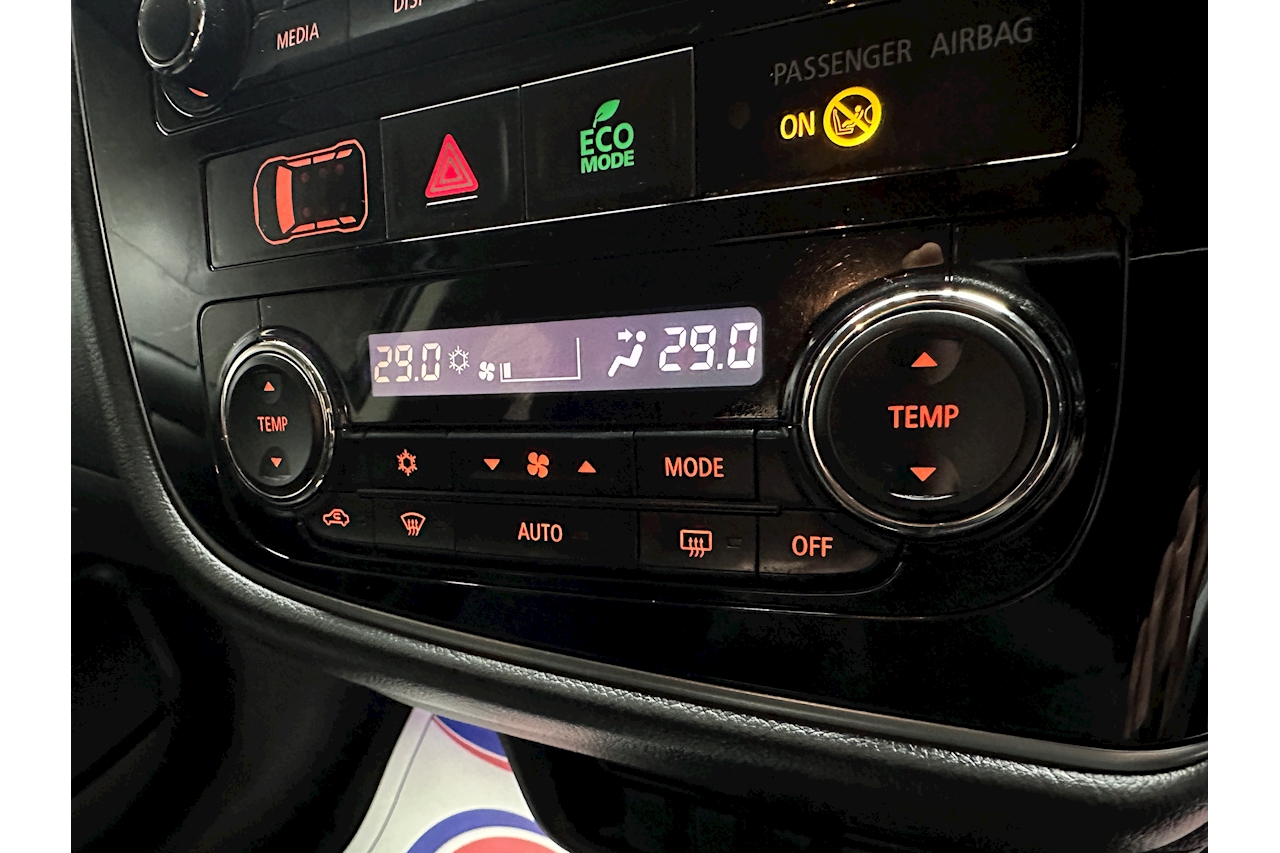 MEDIA
PASSENGER AIRBAG
ON
ECO
MODE
29.0
29.0
TEMP
TEMP
MODE
AUTO
OFF